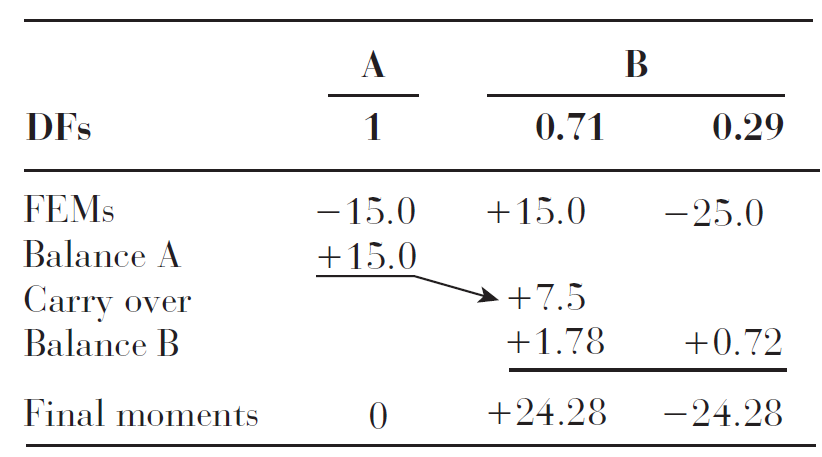 A B
DFs 1 0.71 0.29
FEMs −15.0 +15.0 −25.0
Balance A +15.0
Carry over +7.5
Balance B +1.78 +0.72
Final moments 0 +24.28 −24.28